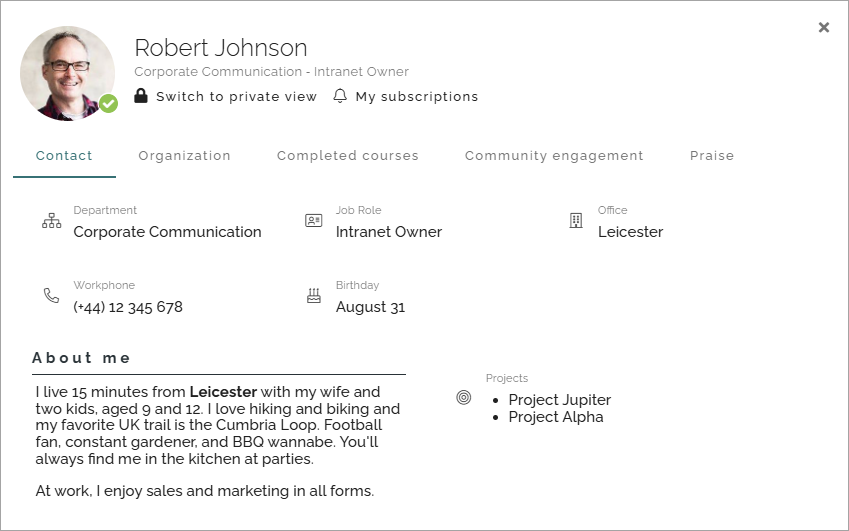 Robert Johnson
Corporate Communication - Intranet Owner
Switch to private view My subscriptions
Contact Organization Completed courses Community engagement Praise
Department Job Role Office
Corporate Communication Intranet Owner Leicester
Workphone Birthday
(+44) 12 345 678 August 31
About me
I live 15 minutes from Leicester with my wife and
two kids, aged 9 and 12. I love hiking and biking and
my favorite UK trail is the Cumbria Loop. Football
fan, constant gardener, and BBQ wannabe. You'll
always find me in the kitchen at parties.
At work, I enjoy sales and marketing in all forms.
Projects
• Project Jupiter
• Project Alpha